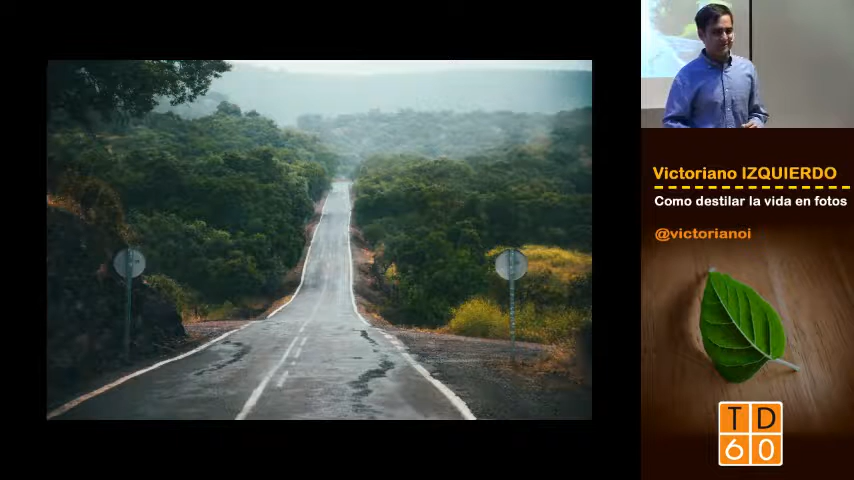 Victoriano IZQUIERDO
Como destilar la vida en fotos
@victorianoi
TD
60